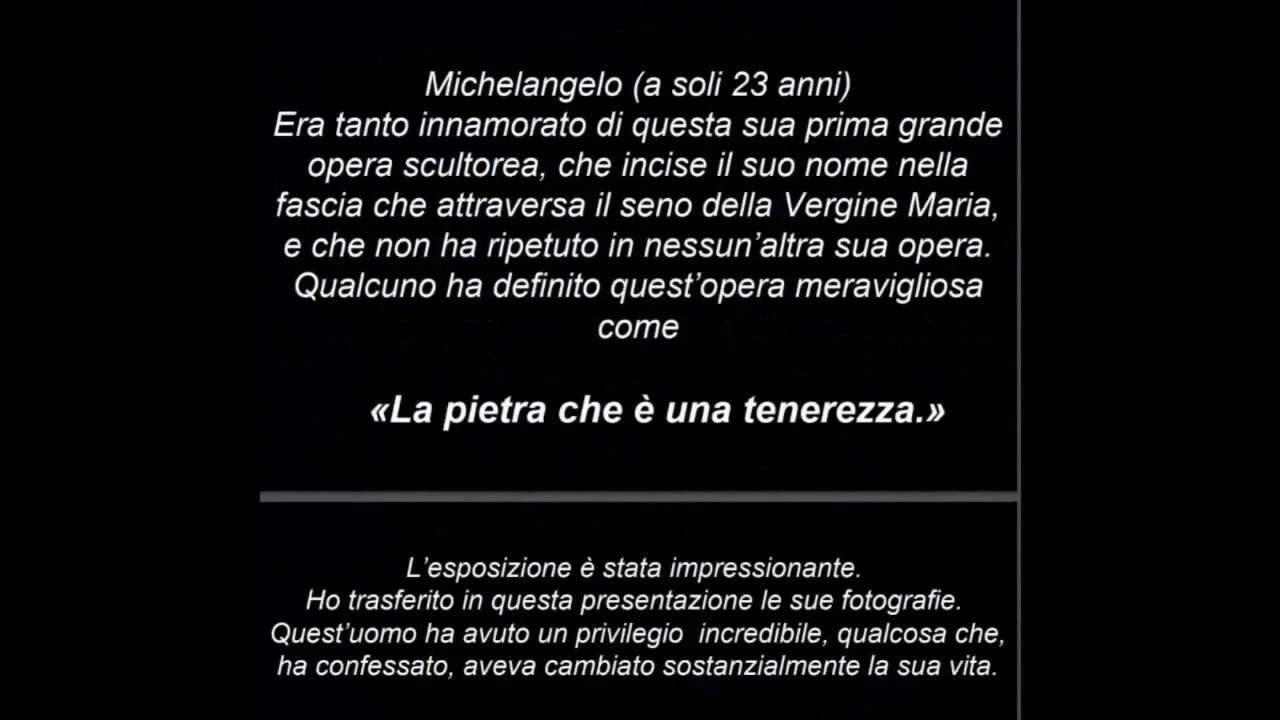 Michelangelo (a soli 23 anni)
Era tanto innamorato di questa sua prima grande
opera scultorea, che incise il suo nome nella
fascia che attraversa il seno della Vergine Maria,
e che non ha ripetuto in nessun’altra sua opera.
Qualcuno ha definito quest’opera meravigliosa
come
«La pietra che è una tenerezza.»
L’esposizione è stata impressionante.
Ho trasferito in questa presentazione le sue fotografie.
Quest’uomo ha avuto un privilegio incredibile, qualcosa che,
ha confessato, aveva cambiato sostanzialmente la sua vita.